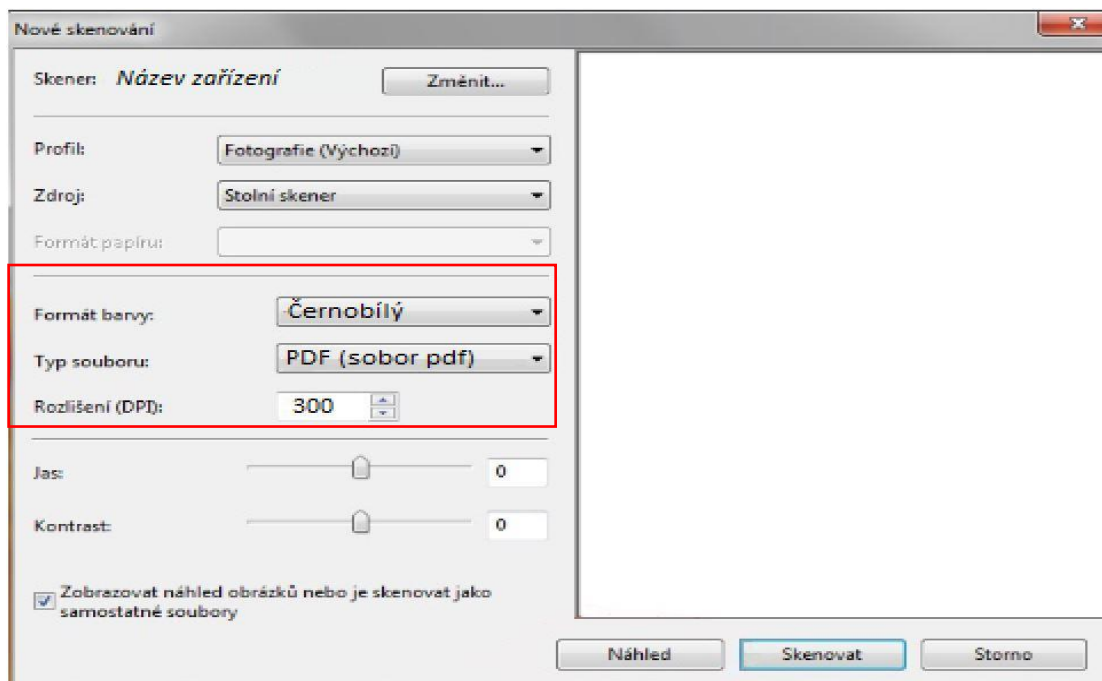 Nové skenování
Skener: Název zařízení Změnit...
Profil: Fotografie (Výchozí)
Zdroj: Stolní skener
Formát papíru:
Formát barvy: Černobílý
Typ souboru: PDF (sobor pdf)
Rozlišení (DPI): 300
Jas: 0
Kontrast: 0
Zobrazovat náhled obrázků nebo je skenovat jako
samostatné soubory
Náhled Skenovat Storno